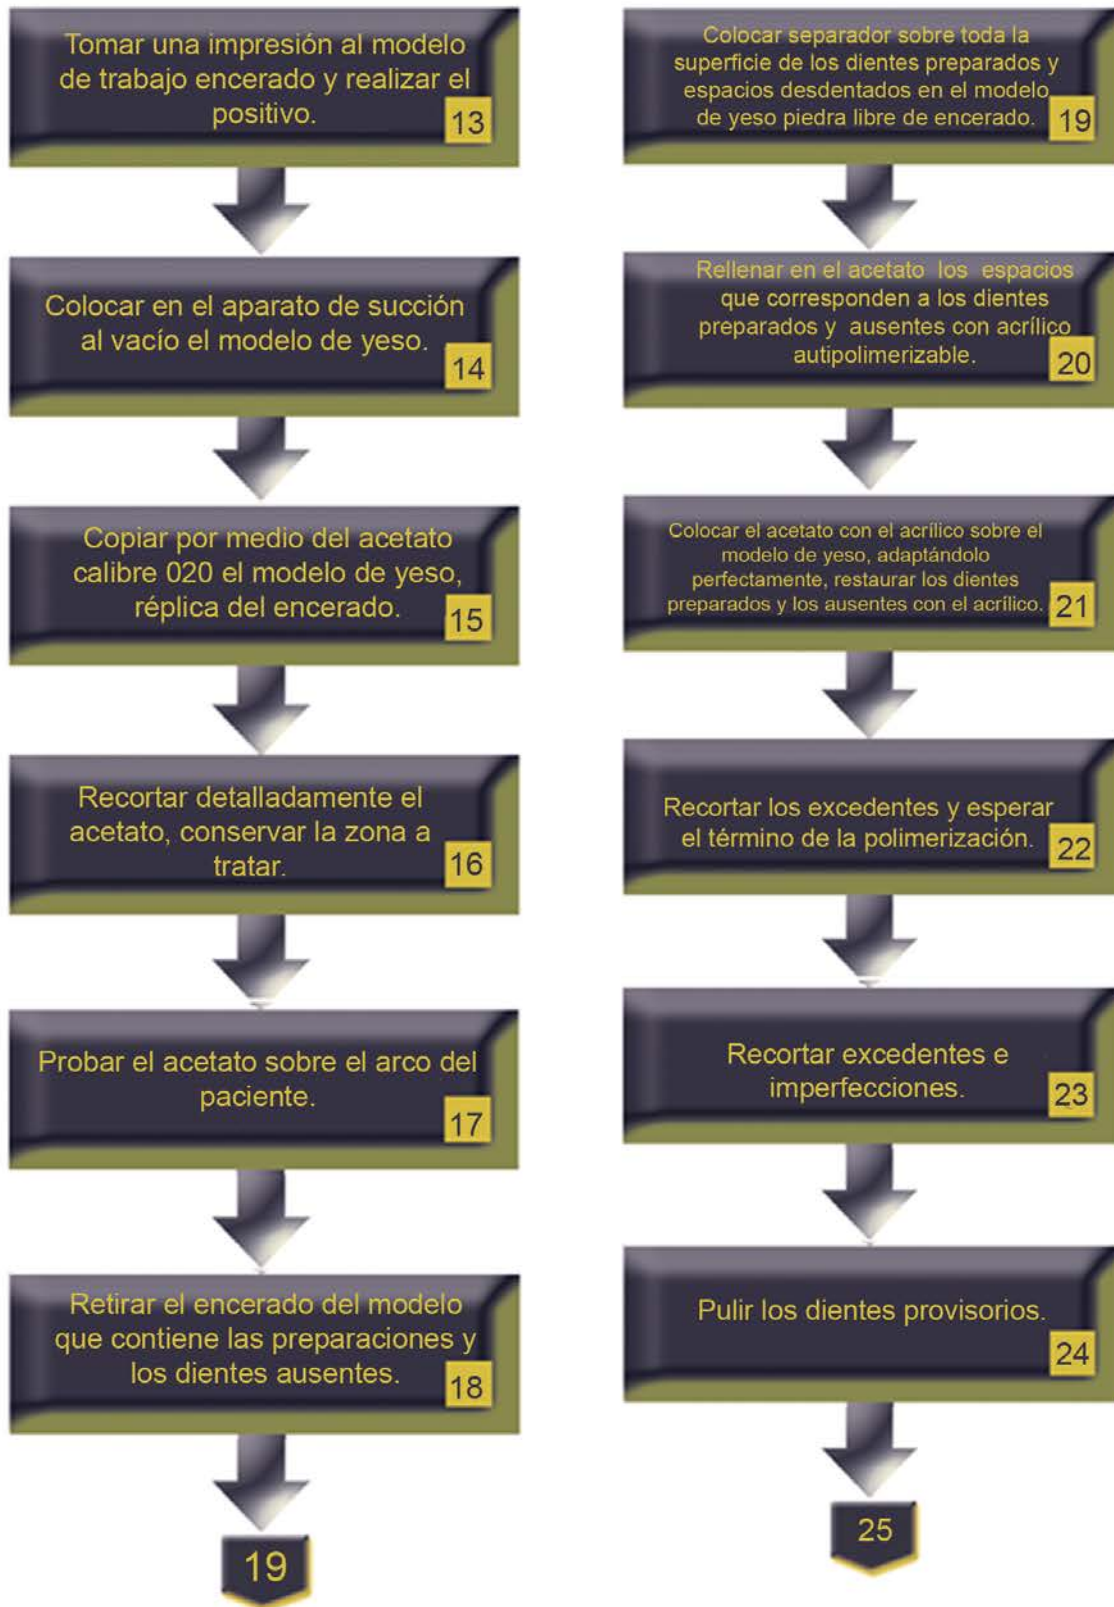 Tomar una impresión al modelo
de trabajo encerado y realizar el
positivo.
13
Colocar en el aparato de succión
al vacío el modelo de yeso.
14
Copiar por medio del acetato
calibre 020 el modelo de yeso,
réplica del encerado.
15
Recortar detalladamente el
acetato, conservar la zona a
tratar.
16
Probar el acetato sobre el arco del
paciente.
17
Retirar el encerado del modelo
que contiene las preparaciones y
los dientes ausentes.
18
19
Colocar separador sobre toda la
superficie de los dientes preparados y
espacios desdentados en el modelo
de yeso piedra libre de encerado.
19
Rellenar en el acetato los espacios
que corresponden a los dientes
preparados y ausentes con acrílico
autipolimerizable.
20
Colocar el acetato con el acrílico sobre el
modelo de yeso, adaptándolo
perfectamente, restaurar los dientes
preparados y los ausentes con el acrílico.
21
Recortar los excedentes y esperar
el término de la polimerización.
22
Recortar excedentes e
imperfecciones.
23
Pulir los dientes provisorios.
24
25